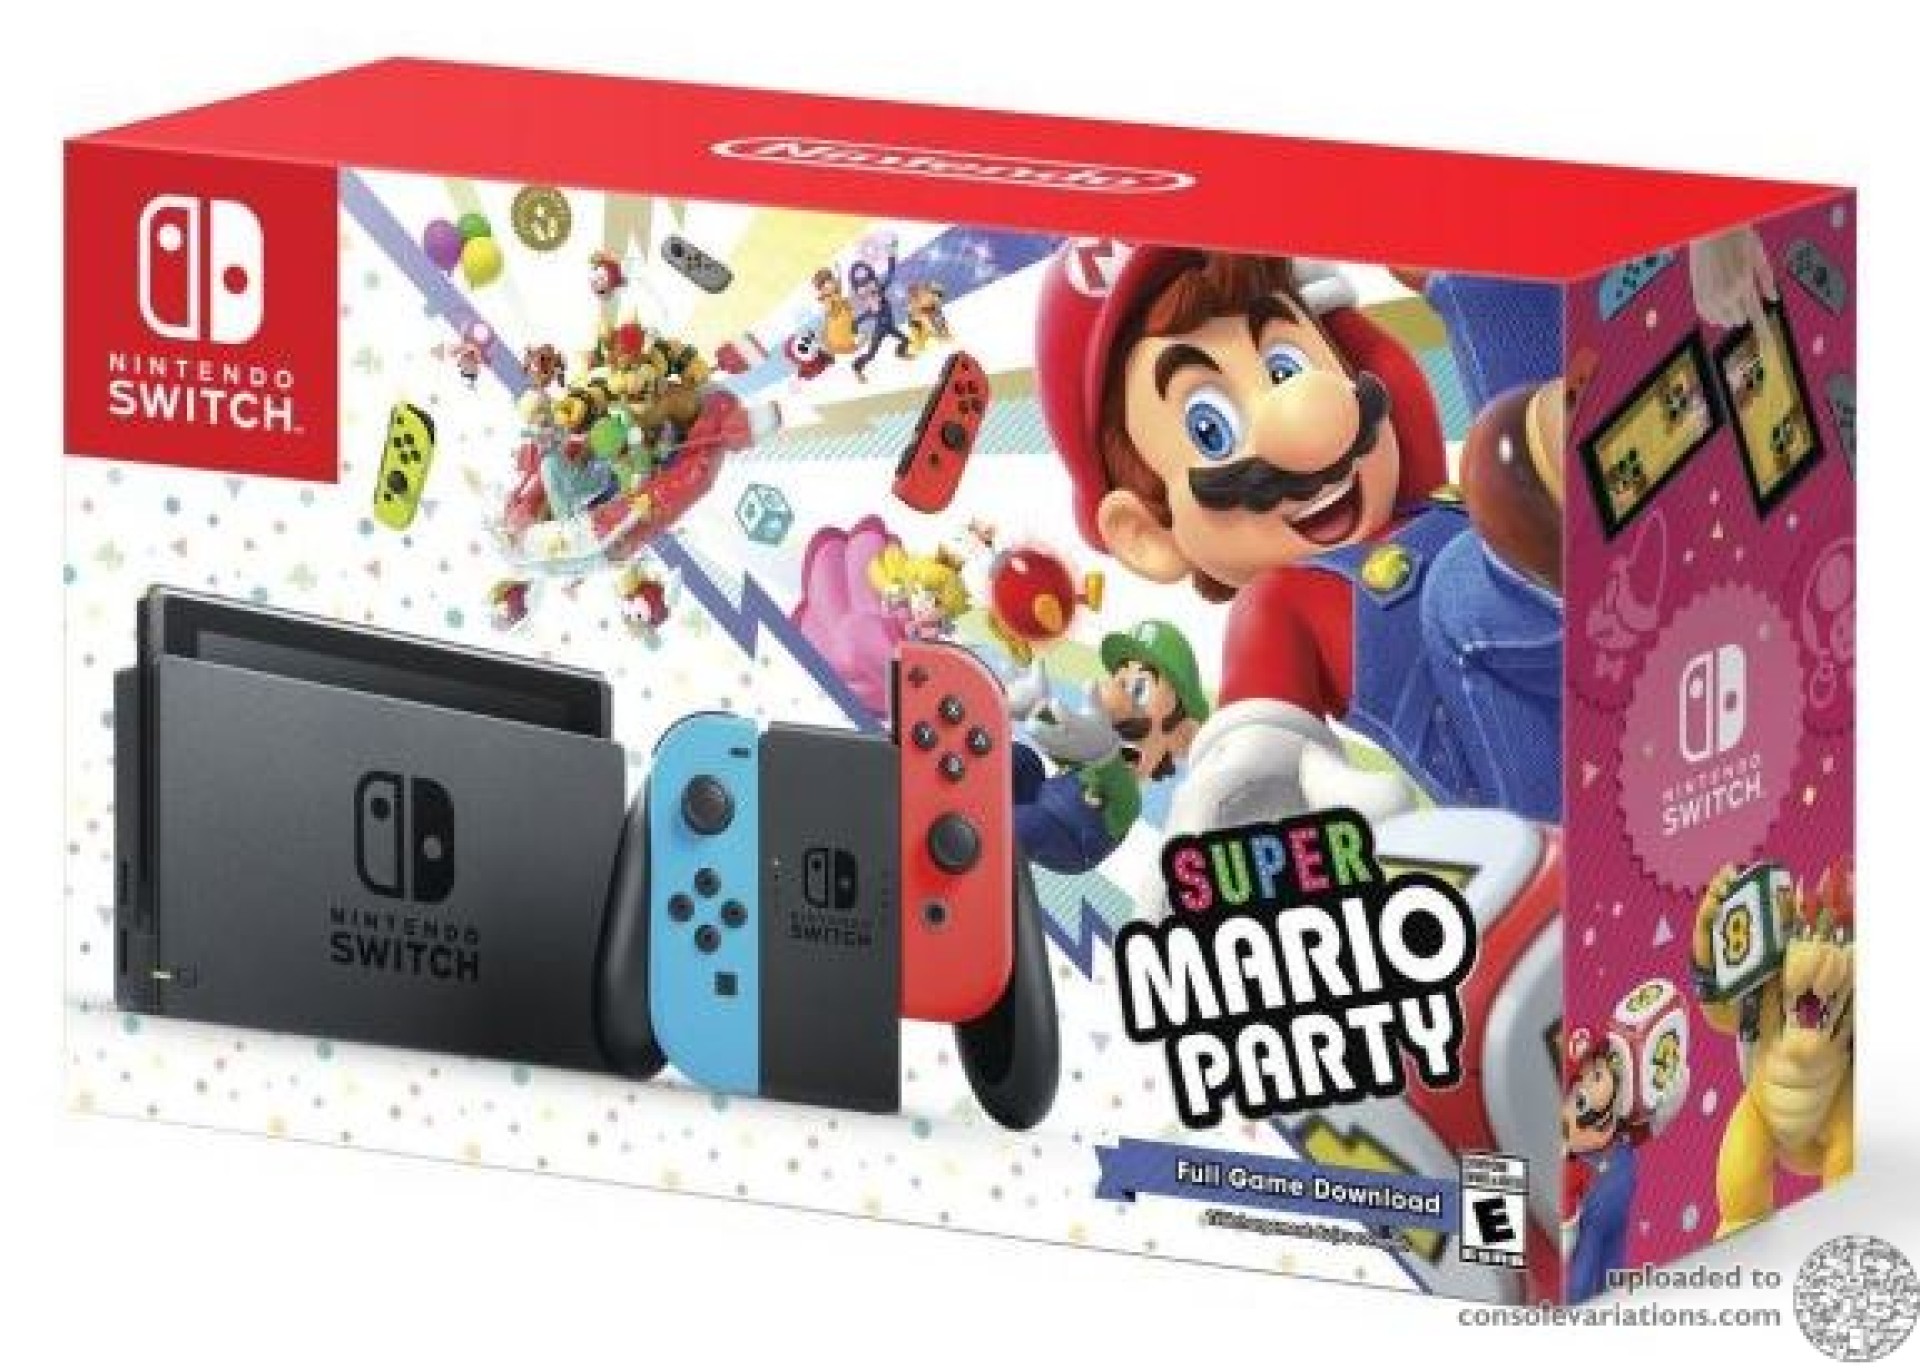 Nintendo
NINTENDO
SWITCH
NINTENDO
SWITCH
NINTENDO
SWITCH
X
Y
A
B
SUPER
MARIO
PARTY
Full Game Download
E
NINTENDO
SWITCH
uploaded to
consolevariations.com